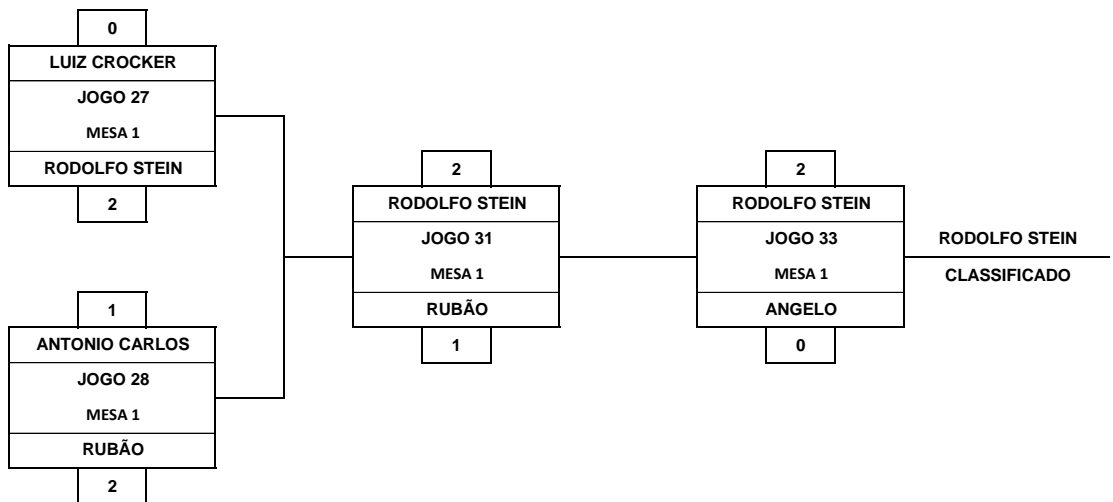 0
LUIZ CROCKER
JOGO 27
MESA 1
RODOLFO STEIN
2
1
ANTONIO CARLOS
JOGO 28
MESA 1
RUBÃO
2
2
RODOLFO STEIN
JOGO 31
MESA 1
RUBÃO
1
2
RODOLFO STEIN
JOGO 33
MESA 1
ANGELO
0
RODOLFO STEIN
CLASSIFICADO